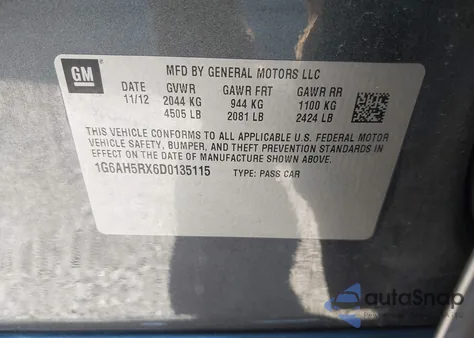 GM
MFD BY GENERAL MOTORS LLC
DATE GVWR GAWR FRT GAWR RR
11/12 2044 KG 944 KG 1100 KG
4505 LB 2081 LB 2424 LB
THIS VEHICLE CONFORMS TO ALL APPLICABLE U.S. FEDERAL MOTOR
VEHICLE SAFETY, BUMPER, AND THEFT PREVENTION STANDARDS IN
EFFECT ON THE DATE OF MANUFACTURE SHOWN ABOVE.
1G6AH5RX6D0135115 TYPE: PASS CAR
autoSnap